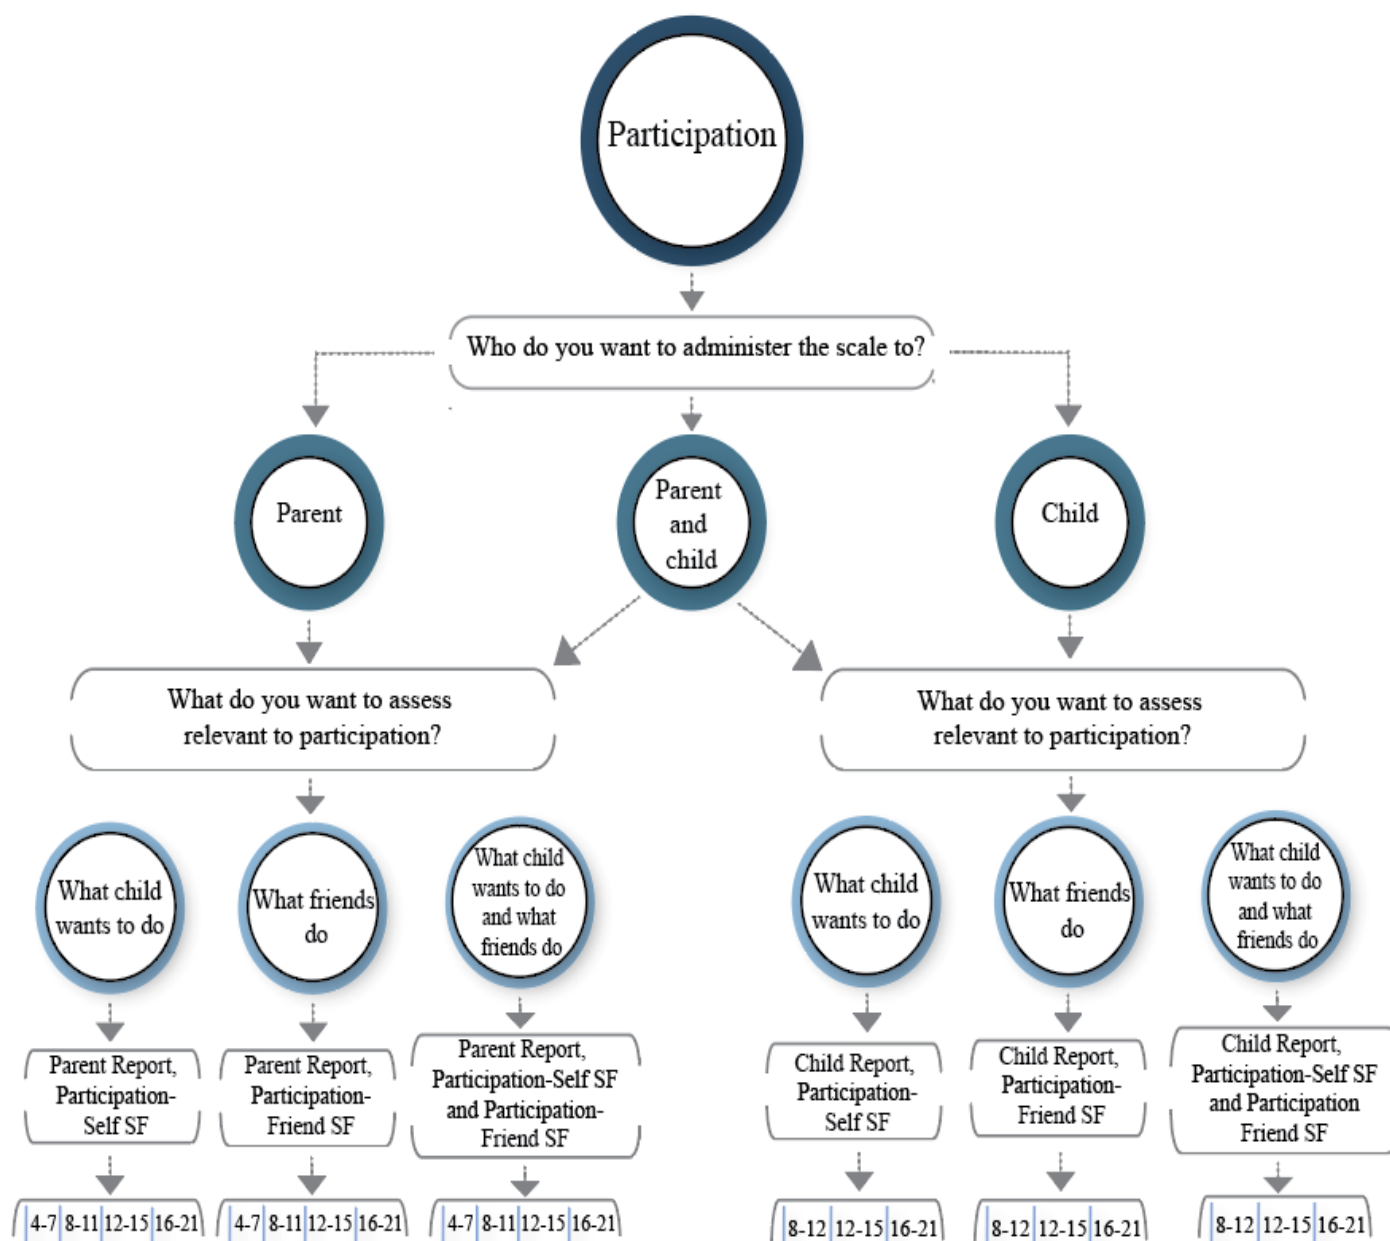 Participation
Who do you want to administer the scale to?
Parent
Parent
and
child
Child
What do you want to assess
relevant to participation?
What do you want to assess
relevant to participation?
What child
wants to do
What friends
do
What child
wants to do
and what
friends do
What child
wants to do
What friends
do
What child
wants to do
and what
friends do
Parent Report,
Participation-
Self SF
Parent Report,
Participation-
Friend SF
Parent Report,
Participation-Self SF
and Participation-
Friend SF
Child Report,
Participation-
Self SF
Child Report,
Participation-
Friend SF
Child Report,
Participation-Self SF
and Participation
Friend SF
4-7 8-11 12-15 16-21
4-7 8-11 12-15 16-21
4-7 8-11 12-15 16-21
8-12 12-15 16-21
8-12 12-15 16-21
8-12 12-15 16-21